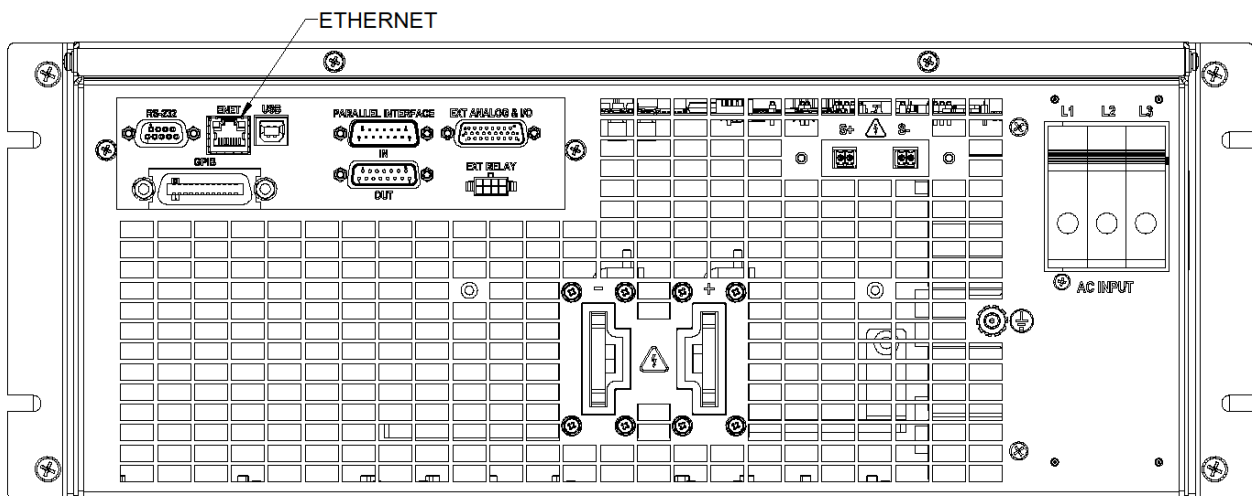 ETHERNET
RS-232
ENET
USB
PARALLEL INTERFACE
EXT ANALOG & I/O
IN
GPIB
EXT RELAY
OUT
S+
S-
L1 L2 L3
- +
AC INPUT